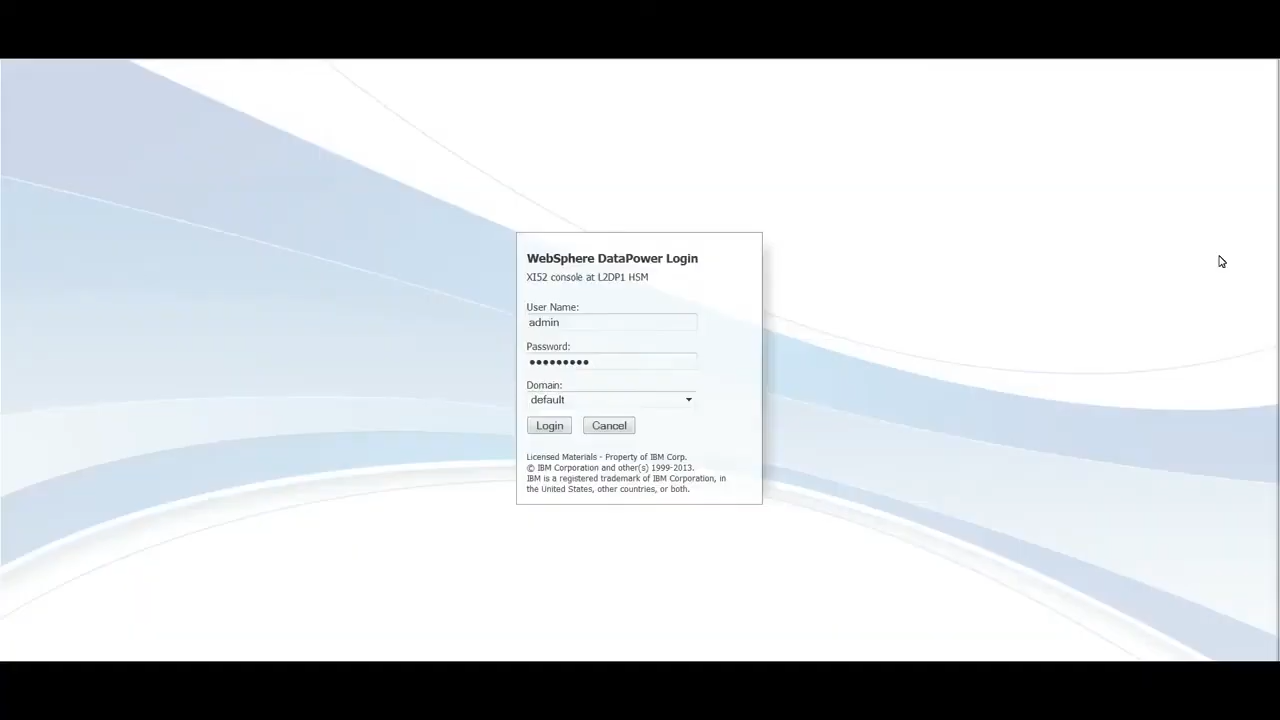 WebSphere DataPower Login
XI52 console at L2DP1 HSM
User Name:
admin
Password:
●●●●●●●●●
Domain:
default
Login Cancel
Licensed Materials - Property of IBM Corp.
© IBM Corporation and other(s) 1999-2013.
IBM is a registered trademark of IBM Corporation, in
the United States, other countries, or both.